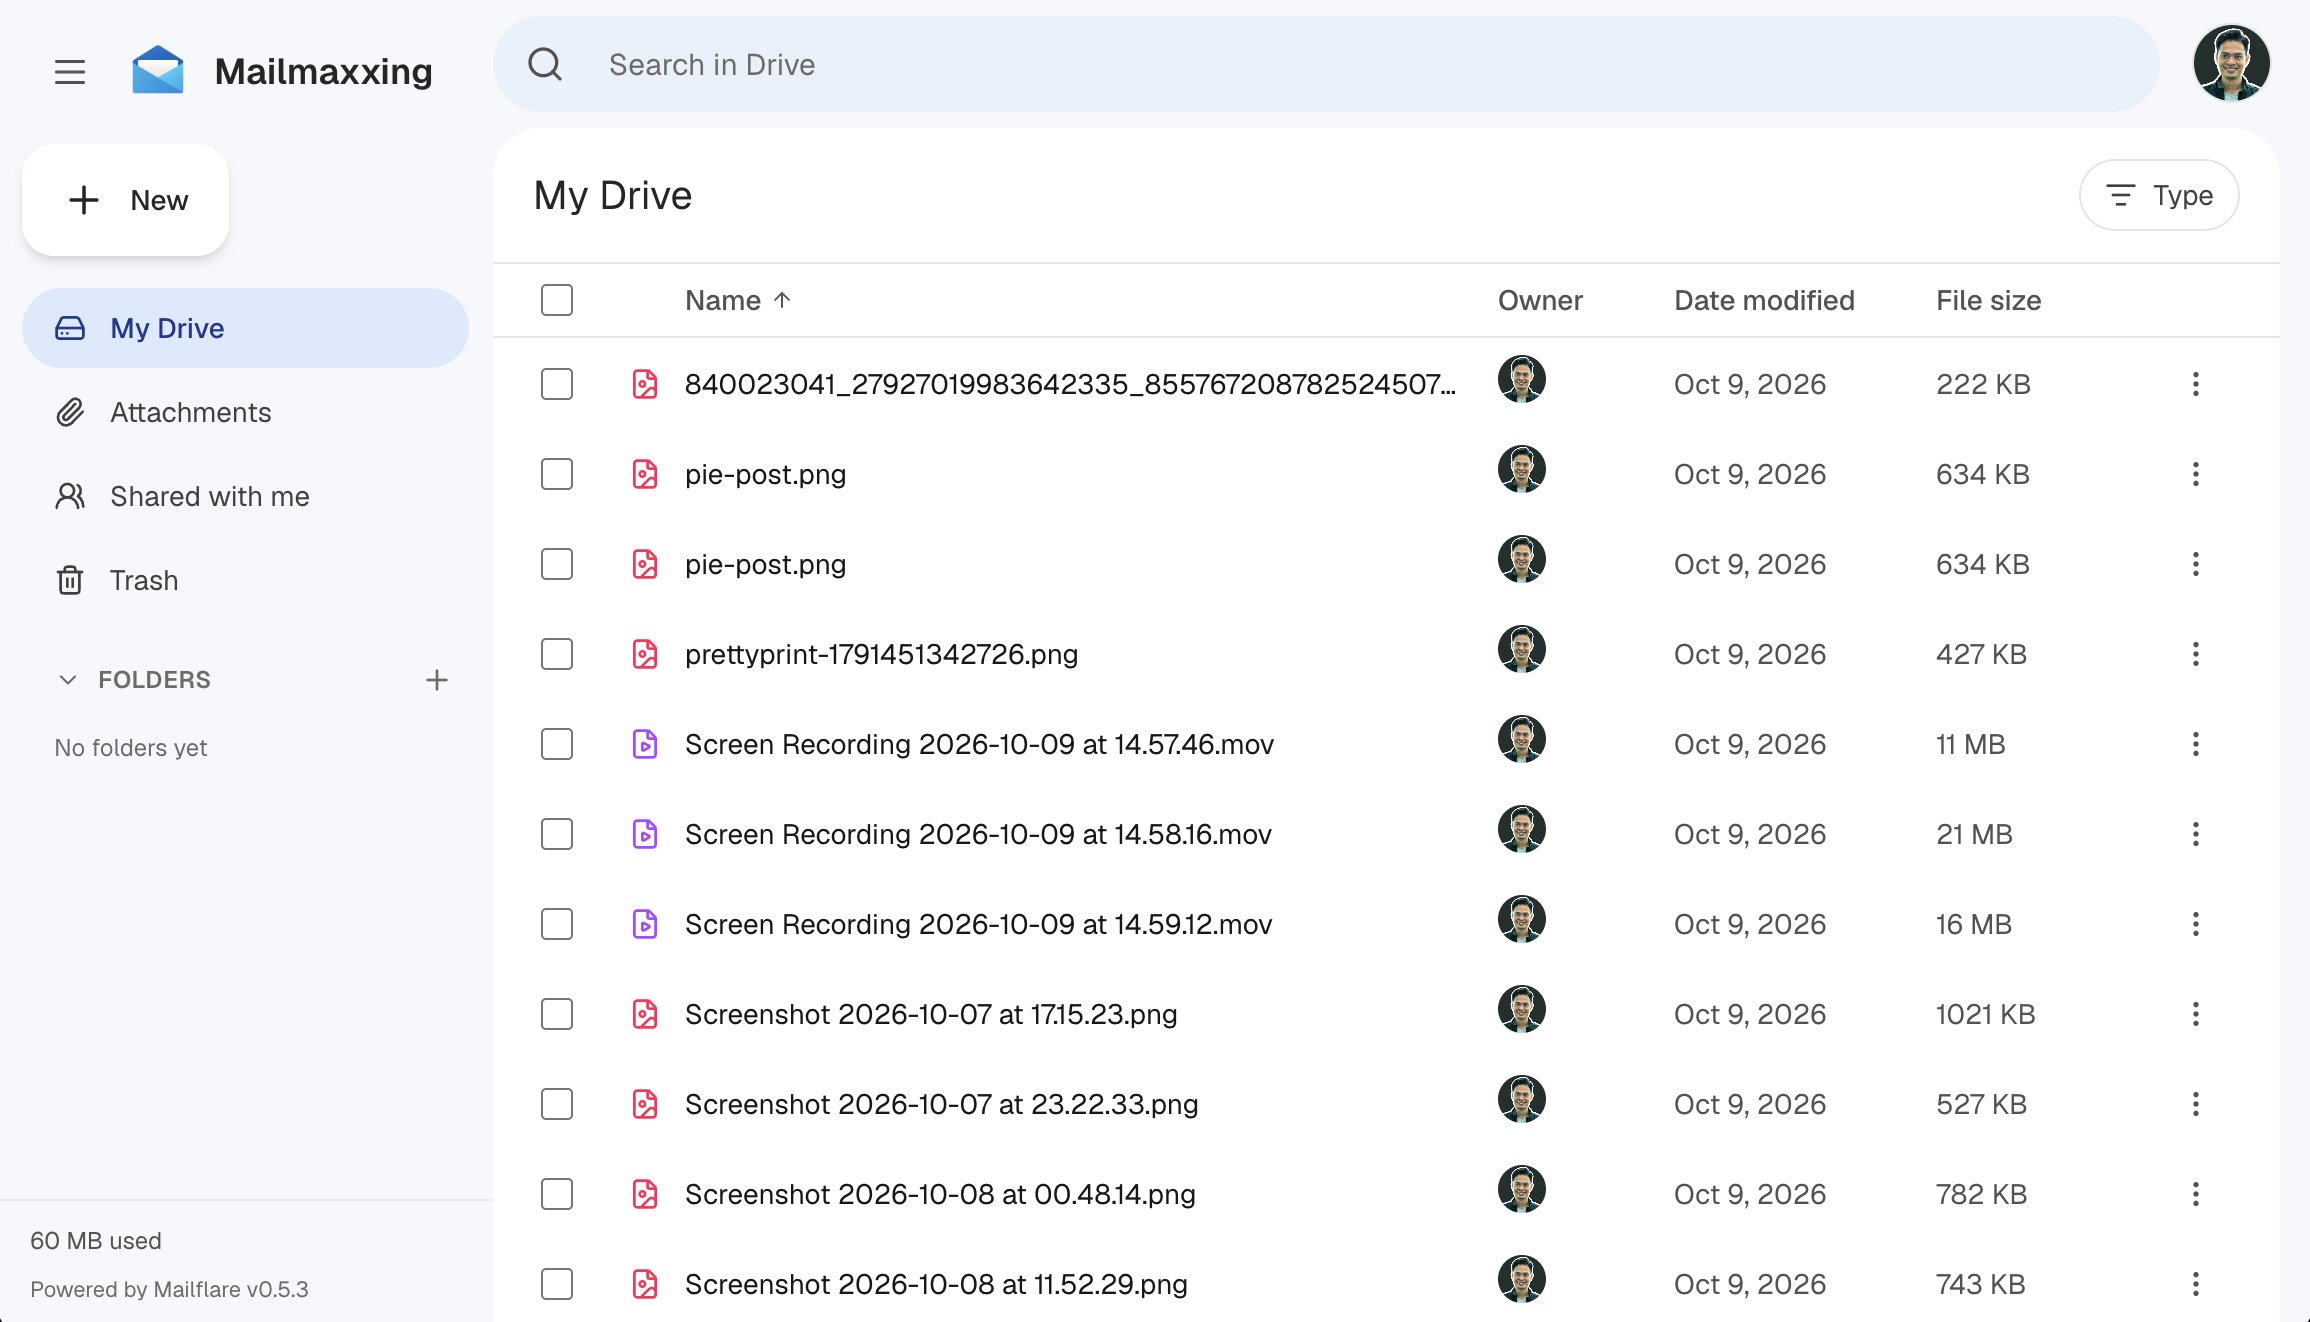 Mailmaxxing
Search in Drive
New
My Drive
Attachments
Shared with me
Trash
FOLDERS
No folders yet
60 MB used
Powered by Mailflare v0.5.3
My Drive
Type
Name Owner Date modified File size
840023041_27927019983642335_855767208782524507... Oct 9, 2026 222 KB
pie-post.png Oct 9, 2026 634 KB
pie-post.png Oct 9, 2026 634 KB
prettyprint-1791451342726.png Oct 9, 2026 427 KB
Screen Recording 2026-10-09 at 14.57.46.mov Oct 9, 2026 11 MB
Screen Recording 2026-10-09 at 14.58.16.mov Oct 9, 2026 21 MB
Screen Recording 2026-10-09 at 14.59.12.mov Oct 9, 2026 16 MB
Screenshot 2026-10-07 at 17.15.23.png Oct 9, 2026 1021 KB
Screenshot 2026-10-07 at 23.22.33.png Oct 9, 2026 527 KB
Screenshot 2026-10-08 at 00.48.14.png Oct 9, 2026 782 KB
Screenshot 2026-10-08 at 11.52.29.png Oct 9, 2026 743 KB